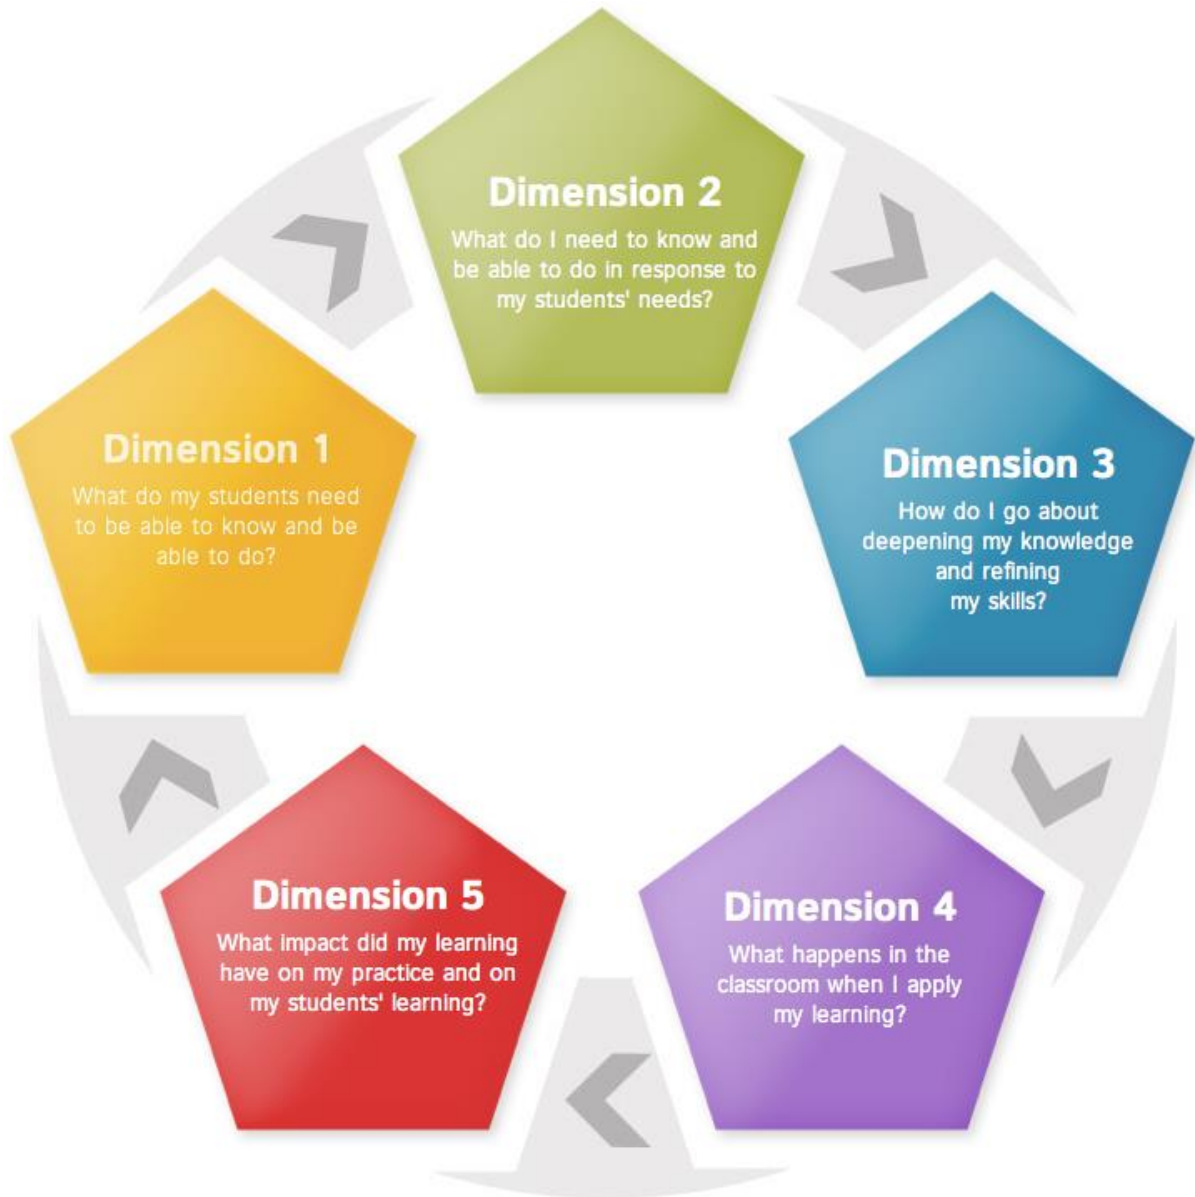 Dimension 1
What do my students need
to be able to know and be
able to do?
Dimension 2
What do I need to know and
be able to do in response to
my students' needs?
Dimension 3
How do I go about
deepening my knowledge
and refining
my skills?
Dimension 4
What happens in the
classroom when I apply
my learning?
Dimension 5
What impact did my learning
have on my practice and on
my students' learning?